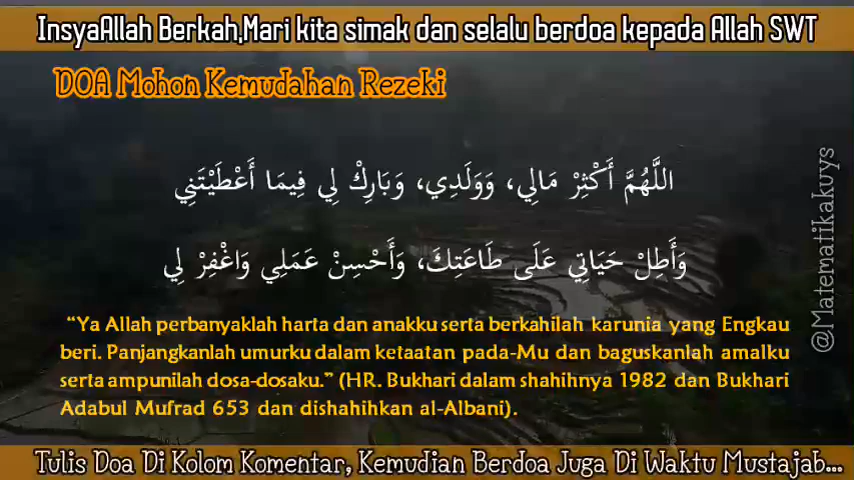 InsyaAllah Berkah,Mari kita simak dan selalu berdoa kepada Allah SWT
DOA Mohon Kemudahan Rezeki
اللَّهُمَّ أَكْثِرْ مَالِي، وَوَلَدِي، وَبَارِكْ لِي فِيمَا أَعْطَيْتَنِي
وَأَطِلْ حَيَاتِي عَلَى طَاعَتِكَ، وَأَحْسِنْ عَمَلِي وَاغْفِرْ لِي
“Ya Allah perbanyaklah harta dan anakku serta berkahilah karunia yang Engkau
beri. Panjangkanlah umurku dalam ketaatan pada-Mu dan baguskanlah amalku
serta ampunilah dosa-dosaku.” (HR. Bukhari dalam shahihnya 1982 dan Bukhari
Adabul Mufrad 653 dan dishahihkan al-Albani).
@Matematikakuys
Tulis Doa Di Kolom Komentar, Kemudian Berdoa Juga Di Waktu Mustajab...